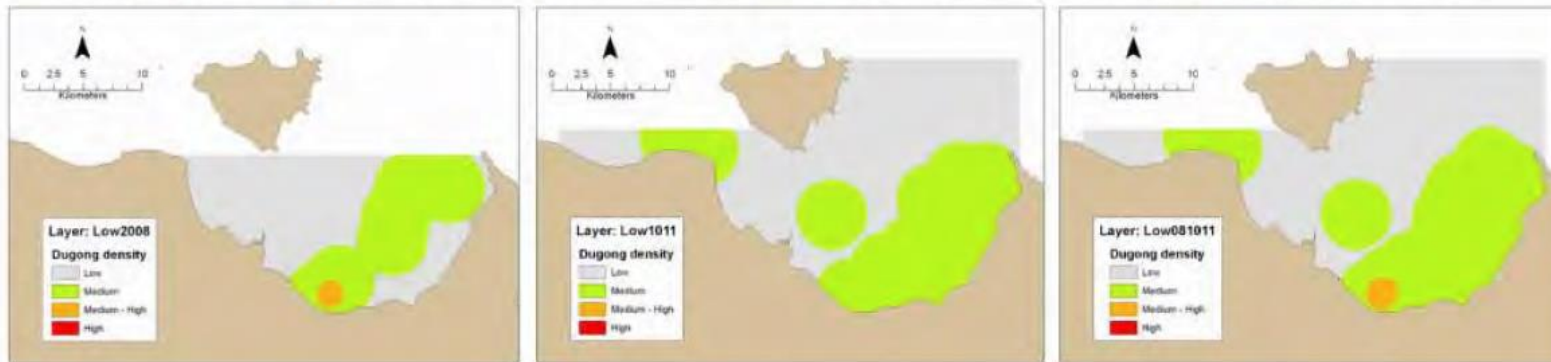 N
0 2.5 5 10
Kilometers
Layer: Low2008
Dugong density
Low
Medium
Medium - High
High
N
0 2.5 5 10
Kilometers
Layer: Low1011
Dugong density
Low
Medium
Medium - High
High
N
0 2.5 5 10
Kilometers
Layer: Low081011
Dugong density
Low
Medium
Medium - High
High